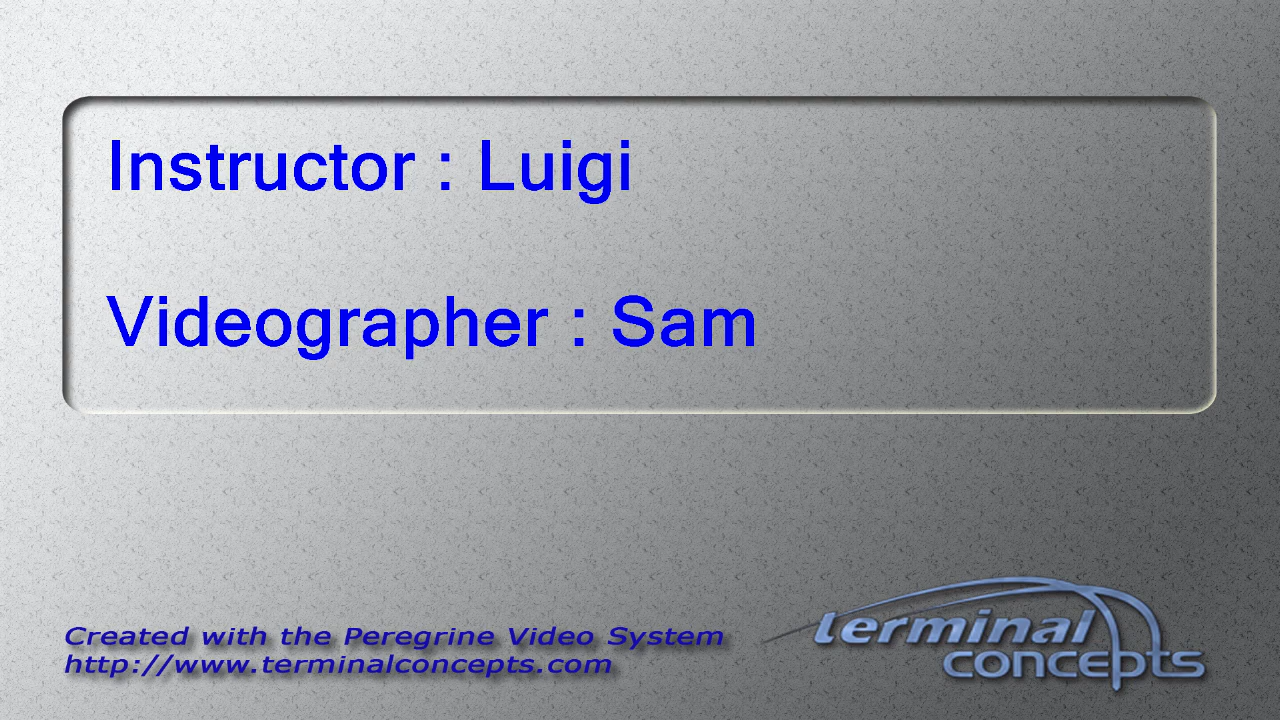 Instructor : Luigi
Videographer : Sam
Created with the Peregrine Video System
http://www.terminalconcepts.com
terminal
concepts